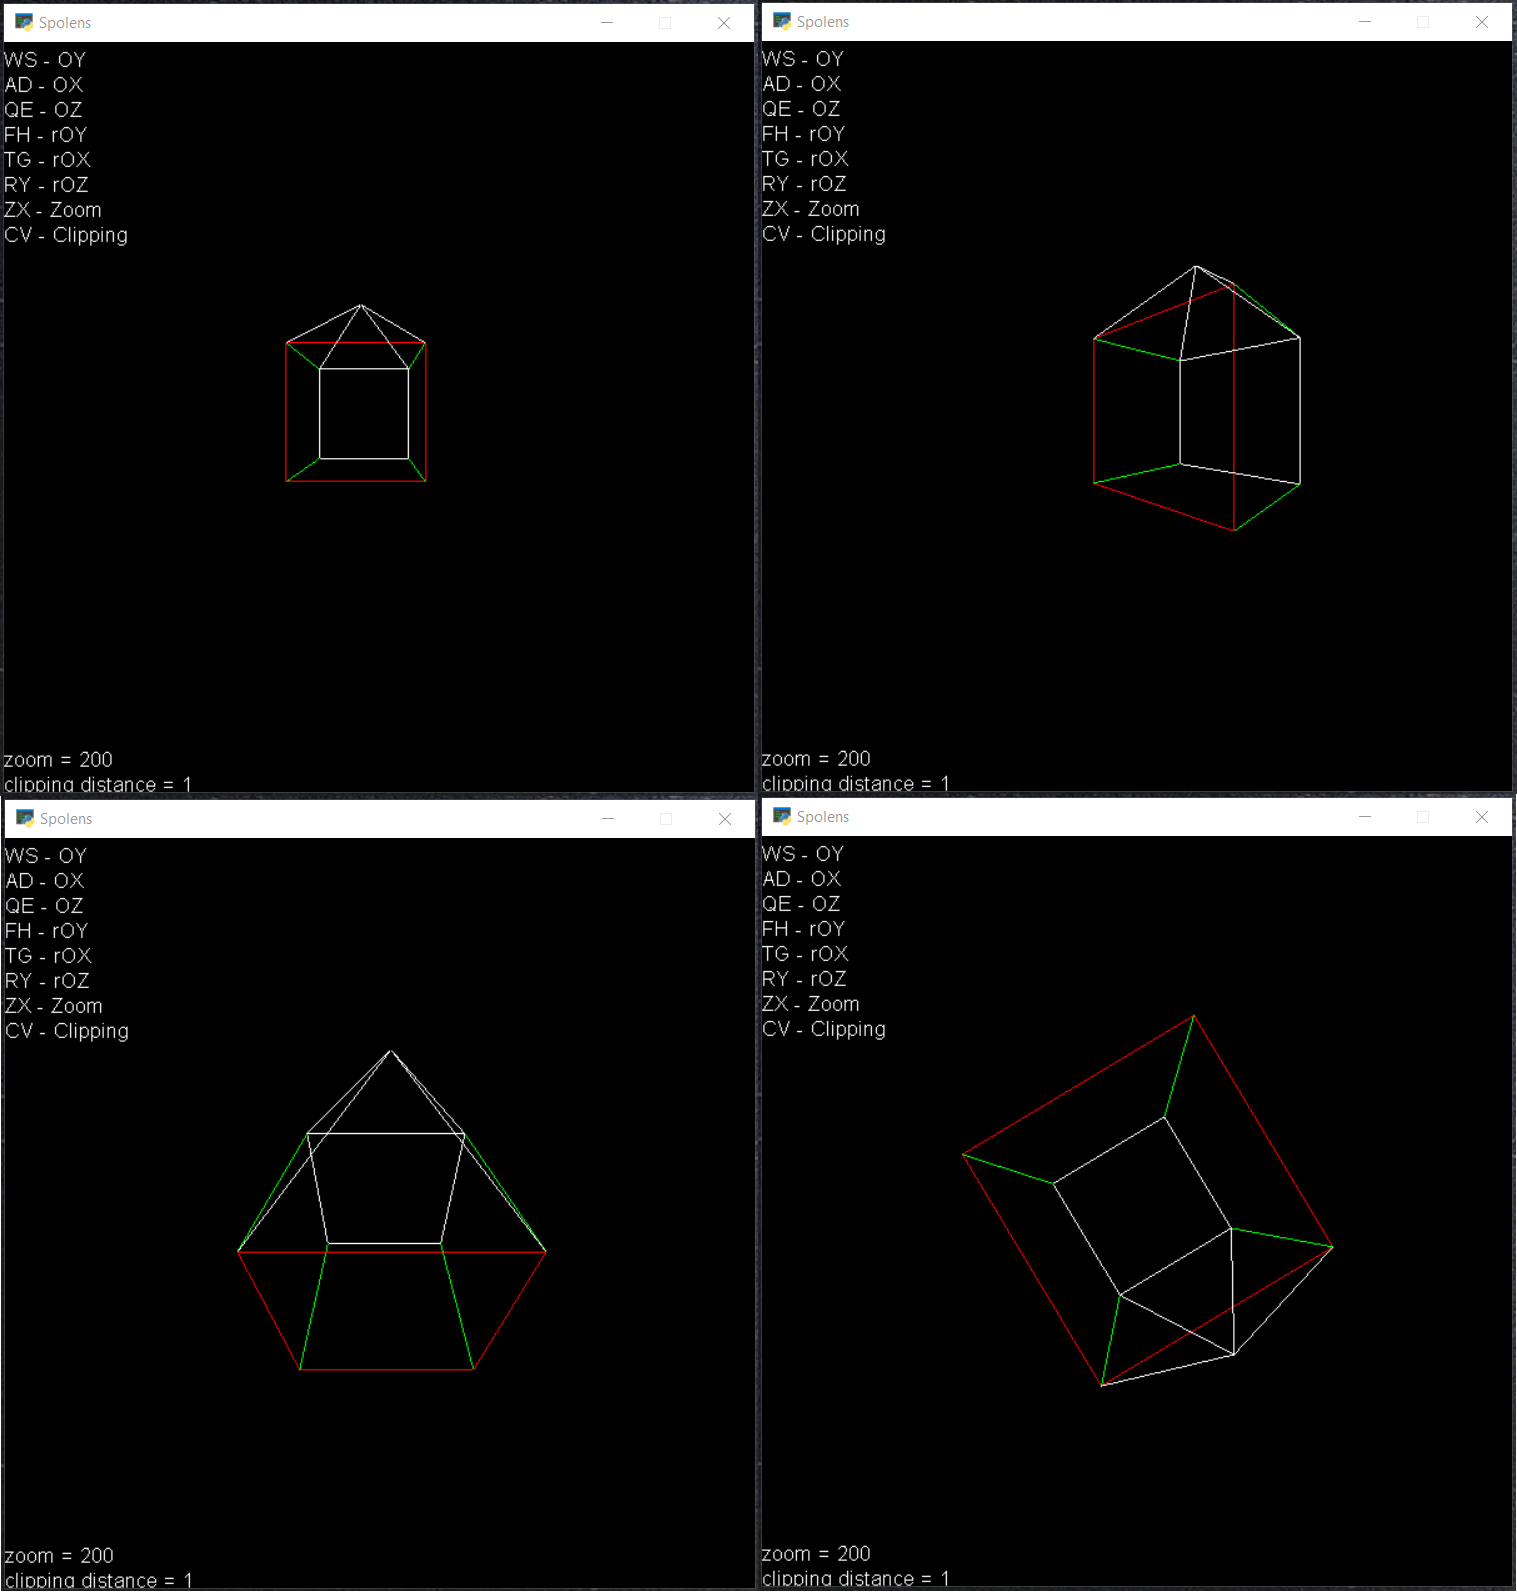 Spolens
WS - OY
AD - OX
QE - OZ
FH - rOY
TG - rOX
RY - rOZ
ZX - Zoom
CV - Clipping
zoom = 200
clipping distance = 1
Spolens
WS - OY
AD - OX
QE - OZ
FH - rOY
TG - rOX
RY - rOZ
ZX - Zoom
CV - Clipping
zoom = 200
clipping distance = 1
Spolens
WS - OY
AD - OX
QE - OZ
FH - rOY
TG - rOX
RY - rOZ
ZX - Zoom
CV - Clipping
zoom = 200
clipping distance = 1
Spolens
WS - OY
AD - OX
QE - OZ
FH - rOY
TG - rOX
RY - rOZ
ZX - Zoom
CV - Clipping
zoom = 200
clipping distance = 1